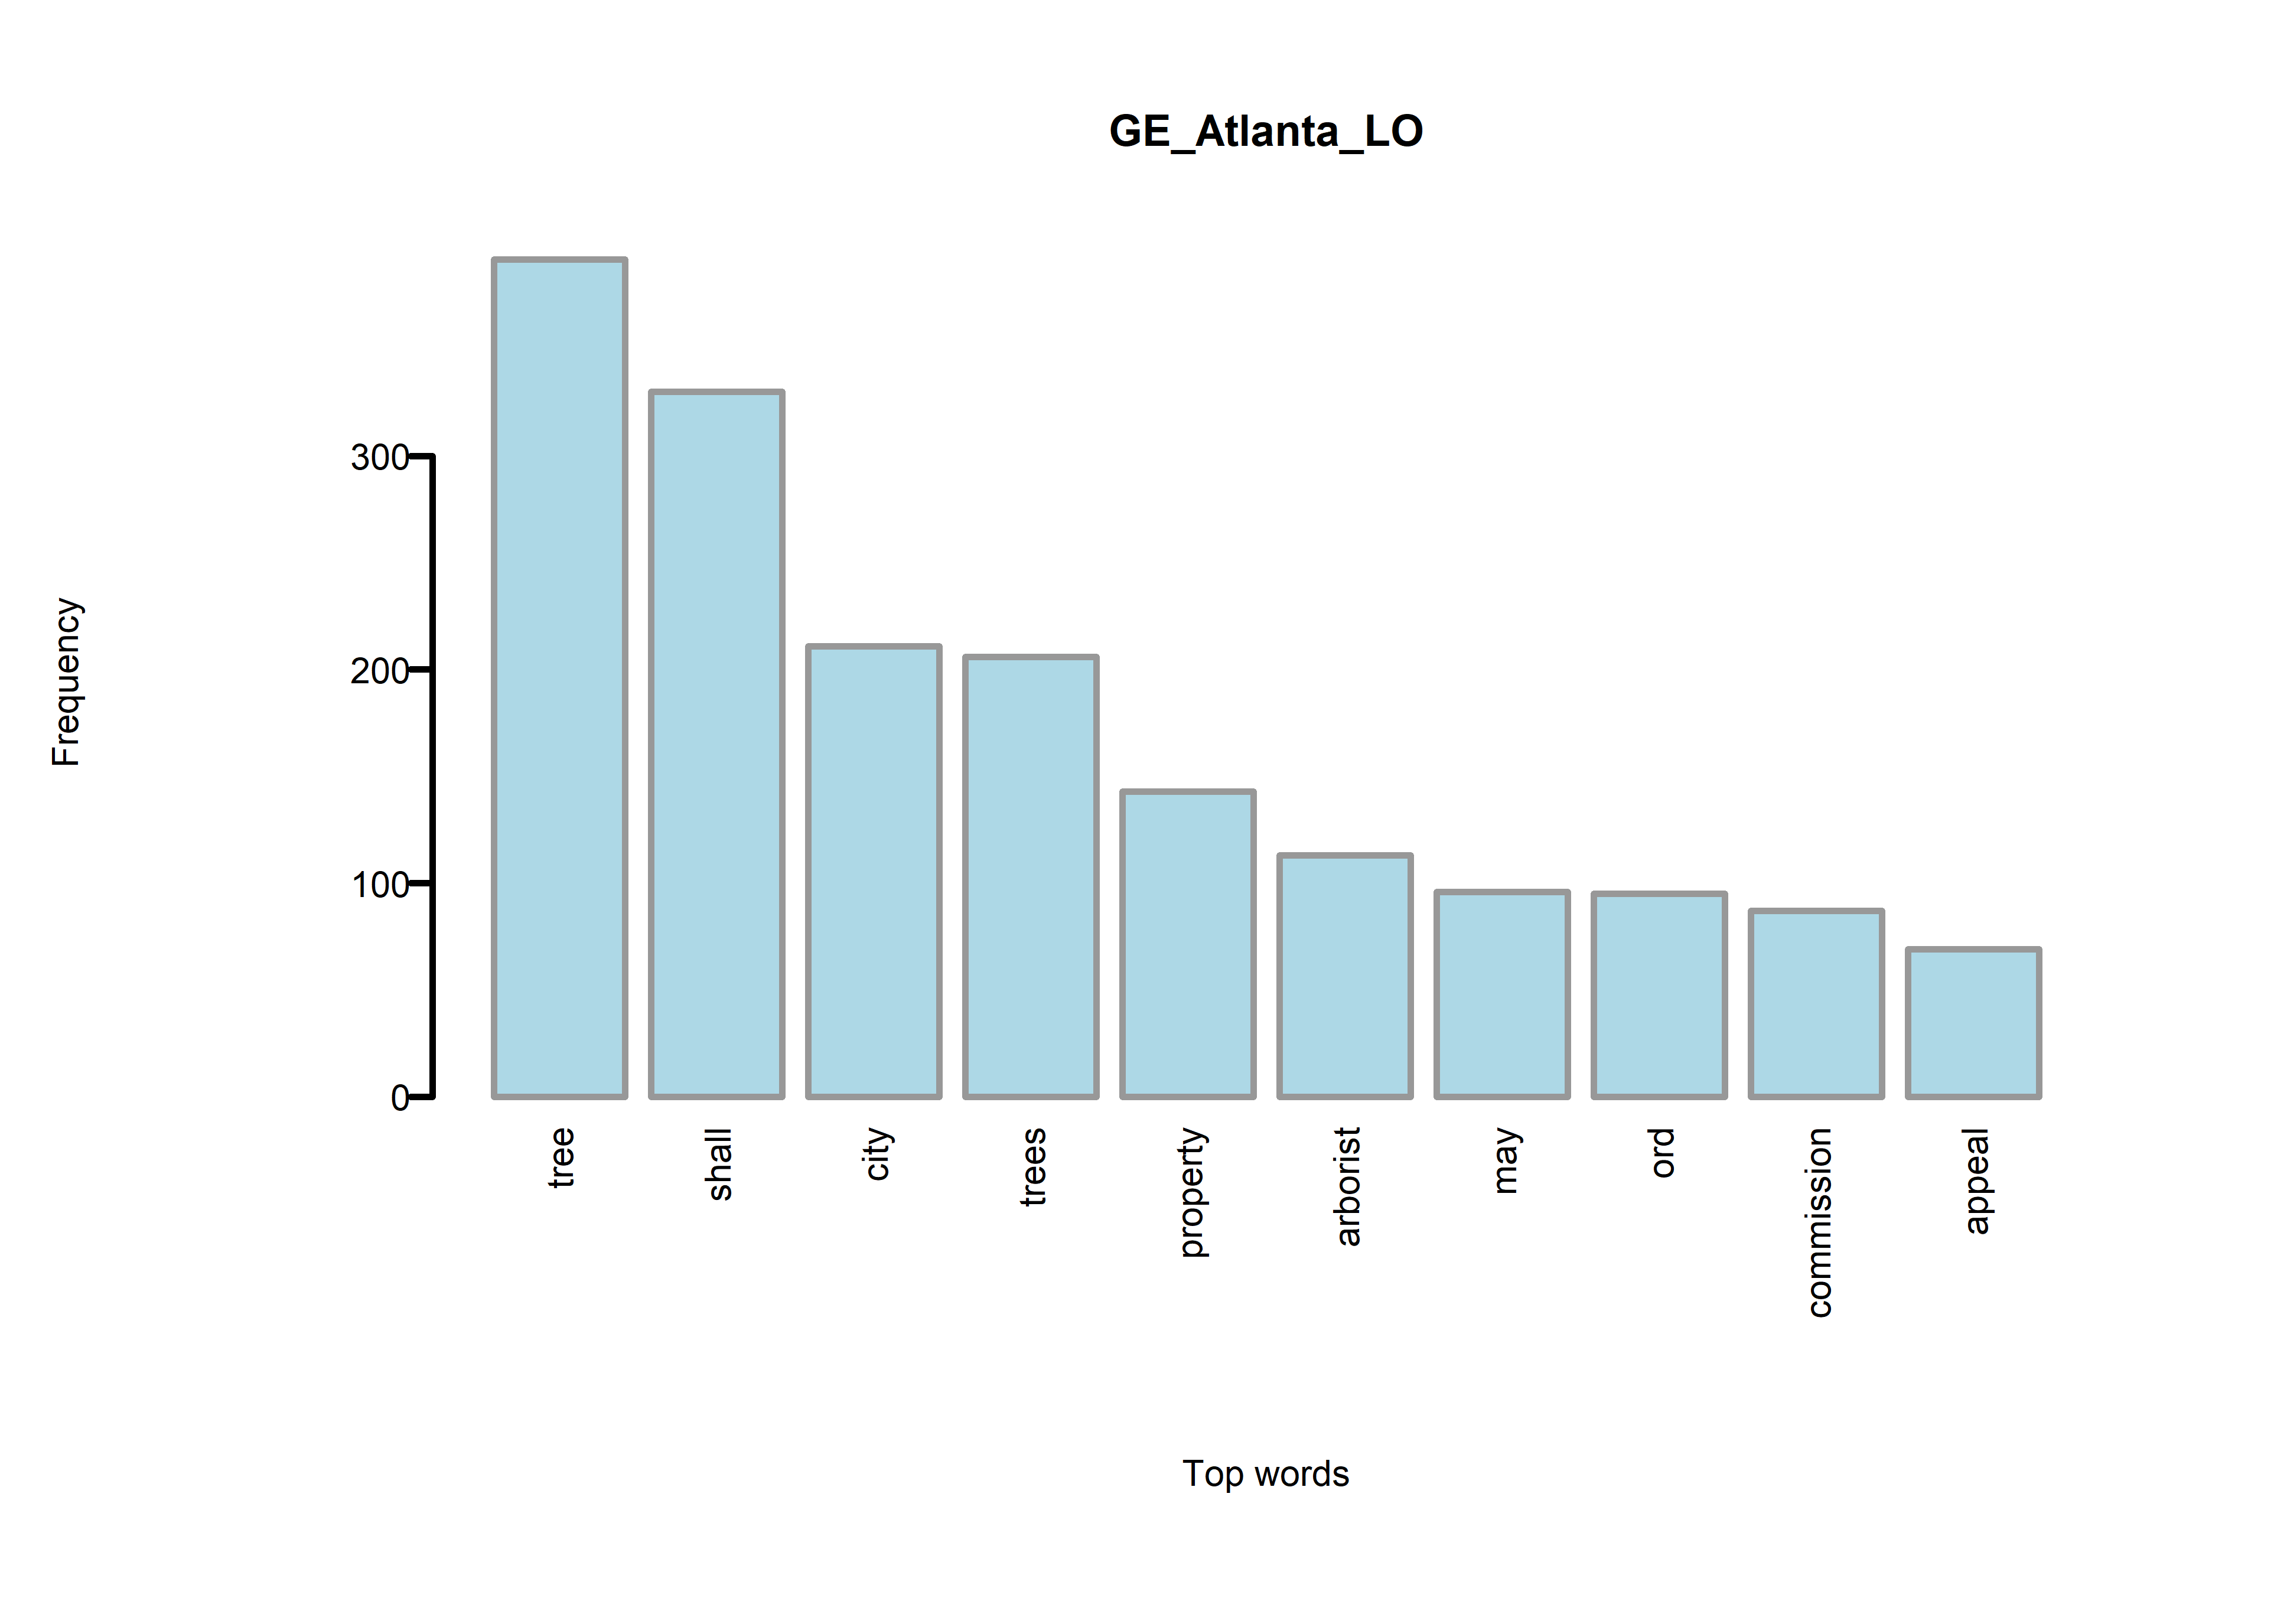 GE_Atlanta_LO
Frequency
300
200
100
0
tree
shall
city
trees
property
arborist
may
ord
commission
appeal
Top words